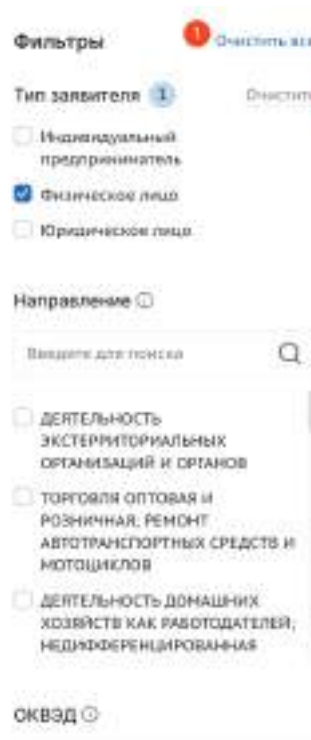 Фильтры
1
Очистить все
Тип заявителя 1
Очистить
Индивидуальный
предприниматель
Физическое лицо
Юридическое лицо
Направление
Введите для поиска
ДЕЯТЕЛЬНОСТЬ
ЭКСТЕРРИТОРИАЛЬНЫХ
ОРГАНИЗАЦИЙ И ОРГАНОВ
ТОРГОВЛЯ ОПТОВАЯ И
РОЗНИЧНАЯ; РЕМОНТ
АВТОТРАНСПОРТНЫХ СРЕДСТВ И
МОТОЦИКЛОВ
ДЕЯТЕЛЬНОСТЬ ДОМАШНИХ
ХОЗЯЙСТВ КАК РАБОТОДАТЕЛЕЙ;
НЕДИФФЕРЕНЦИРОВАННАЯ
ОКВЭД